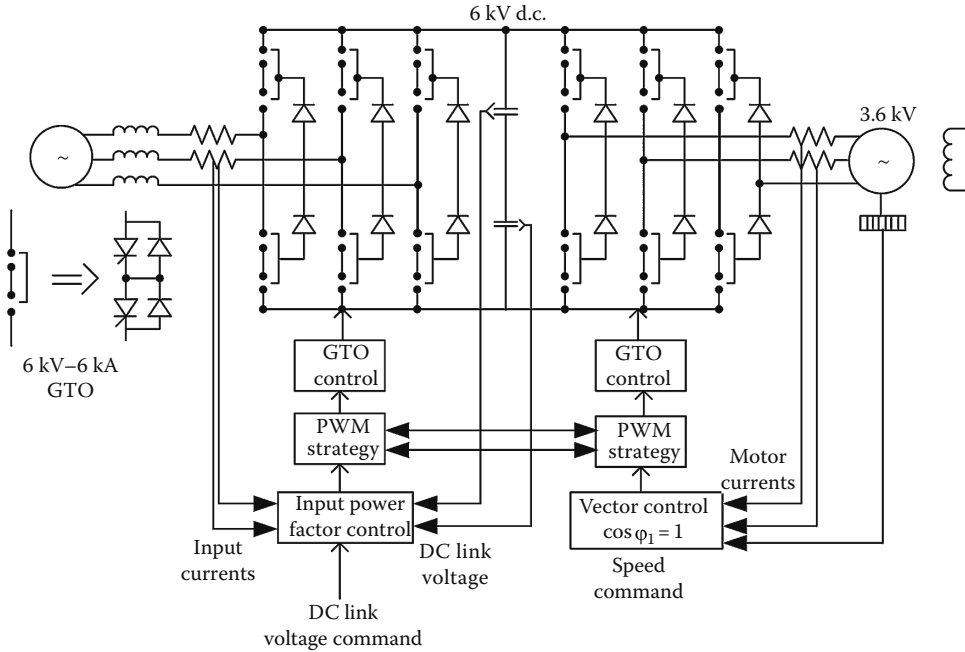 6 kV d.c.
3.6 kV
~
~
6 kV–6 kA
GTO
GTO
control
GTO
control
PWM
strategy
PWM
strategy
Motor
currents
Input power
factor control
Vector control
cos φ1 = 1
Input
currents
DC link
voltage
Speed
command
DC link
voltage command